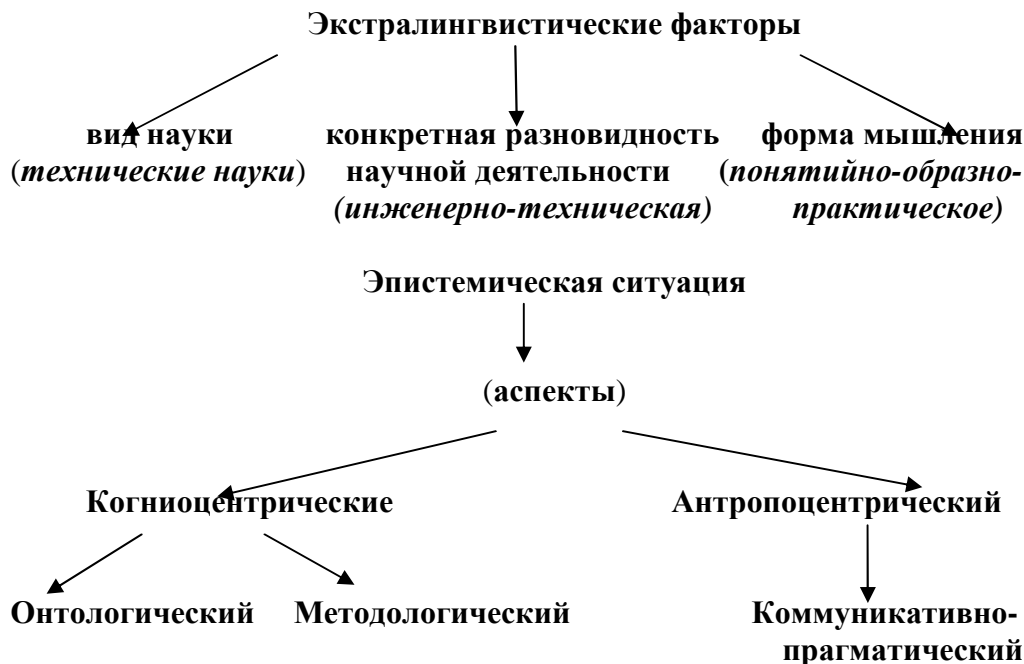 Экстралингвистические факторы
вид науки конкретная разновидность форма мышления
(технические науки) научной деятельности (понятийно-образно-
(инженерно-техническая) практическое)
Эпистемическая ситуация
(аспекты)
Когниоцентрические Антропоцентрический
Онтологический Методологический Коммуникативно-
прагматический